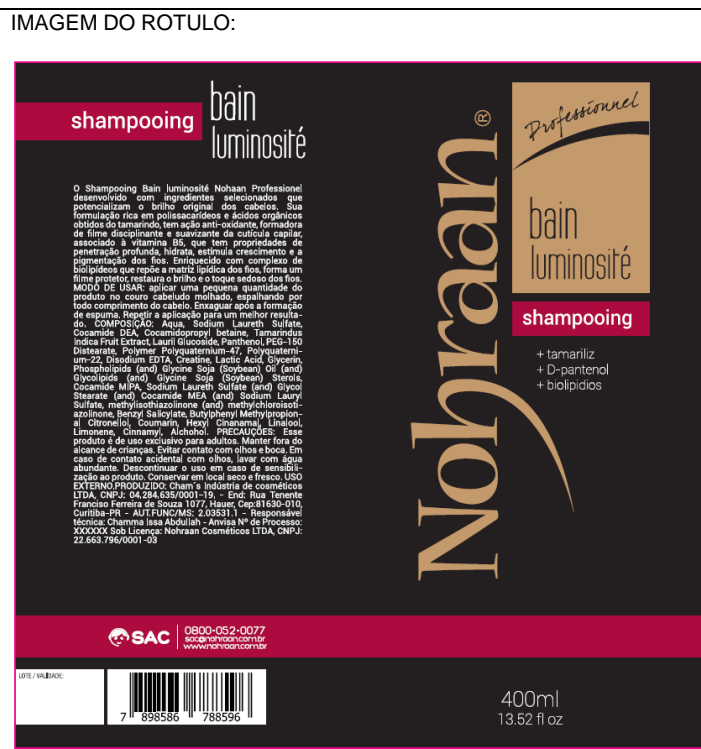 IMAGEM DO ROTULO:
shampooing
bain
luminosité
O Shampooing Bain luminosité Nohaan Professionel
desenvolvido com ingredientes selecionados que
potencializam o brilho original dos cabelos. Sua
formulação rica em polissacarídeos e ácidos orgânicos
obtidos do tamarindo, tem ação anti-oxidante, formadora
de filme disciplinante e suavizante da cutícula capilar,
associado à vitamina B5, que tem propriedades de
penetração profunda, hidrata, estimula crescimento e a
pigmentação dos fios. Enriquecido com complexo de
biolipídeos que repõe a matriz lipídica dos fios, forma um
filme protetor, restaura o brilho e o toque sedoso dos fios.
MODO DE USAR: aplicar uma pequena quantidade do
produto no couro cabeludo molhado, espalhando por
todo comprimento do cabelo. Enxaguar após a formação
de espuma. Repetir a aplicação para um melhor resulta-
do. COMPOSIÇÃO: Aqua, Sodium Laureth Sulfate,
Cocamide DEA, Cocamidopropyl betaine, Tamarindus
Indica Fruit Extract, Lauril Glucoside, Panthenol, PEG-150
Distearate, Polymer Polyquaternium-47, Polyquaterni-
um-22, Disodium EDTA, Creatine, Lactic Acid, Glycerin,
Phospholipids (and) Glycine Soja (Soybean) Oil (and)
Glycolipids (and) Glycine Soja (Soybean) Sterols,
Cocamide MIPA, Sodium Laureth Sulfate (and) Glycol
Stearate (and) Cocamide MEA (and) Sodium Lauryl
Sulfate, methylisothiazolinone (and) methylchloroisoti-
azolinone, Benzyl Salicylate, Butylphenyl Methylpropion-
al Citronellol, Coumarin, Hexyl Cinanamal, Linalool,
Limonene, Cinnamyl, Alchohol. PRECAUÇÕES: Esse
produto é de uso exclusivo para adultos. Manter fora do
alcance de crianças. Evitar contato com olhos e boca. Em
caso de contato acidental com olhos, lavar com água
abundante. Descontinuar o uso em caso de sensibili-
zação ao produto. Conservar em local seco e fresco. USO
EXTERNO.PRODUZIDO: Cham´s Indústria de cosméticos
LTDA, CNPJ: 04,284,635/0001-19, - End: Rua Tenente
Franciso Ferreira de Souza 1077, Hauer, Cep:81630-010,
Curitiba-PR - AUT.FUNC/MS: 2.03531.1 - Responsável
técnica: Chamma Issa Abdullah - Anvisa Nº de Processo:
XXXXXX Sob Licença: Nohraan Cosméticos LTDA, CNPJ:
22.663.796/0001-03
SAC
0800-052-0077
sac@nohraan.com.br
www.nohraan.com.br
LOTE / VALIDADE:
7 898586 788596
Nohraan®
Professionnel
bain
luminosité
shampooing
+ tamariliz
+ D-pantenol
+ biolipidios
400ml
13.52 fl oz